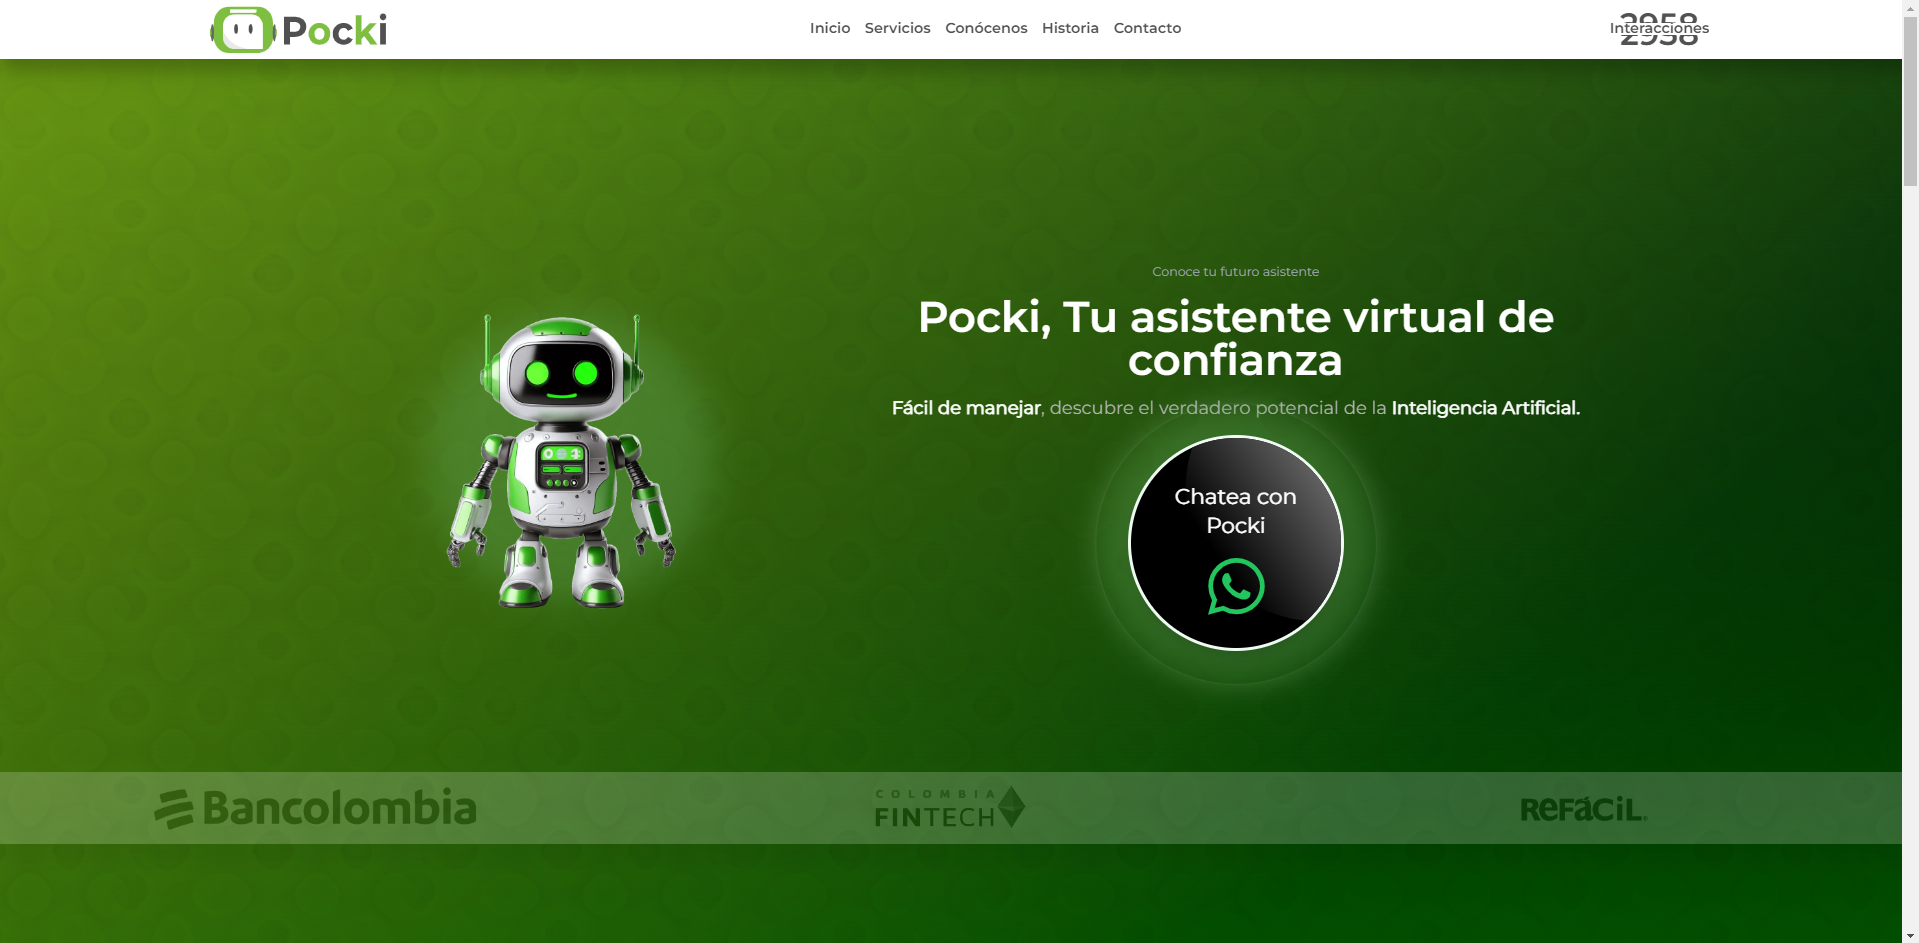 Pocki
Inicio Servicios Conócenos Historia Contacto
2958
Interacciones
Conoce tu futuro asistente
Pocki, Tu asistente virtual de
confianza
Fácil de manejar, descubre el verdadero potencial de la Inteligencia Artificial.
Chatea con
Pocki
Bancolombia
COLOMBIA
FINTECH
REFÁCIL